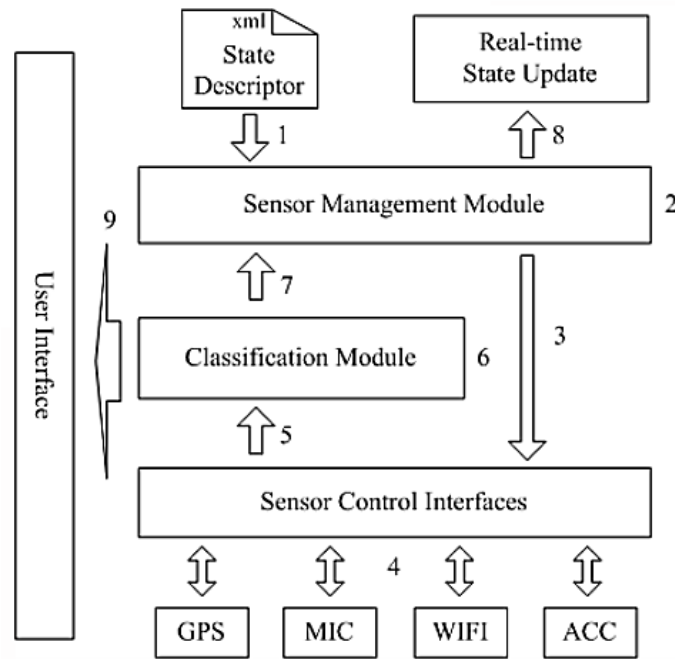 xml
State
Descriptor
Real-time
State Update
1
8
Sensor Management Module
2
9
7
3
User Interface
Classification Module
6
5
Sensor Control Interfaces
4
GPS
MIC
WIFI
ACC